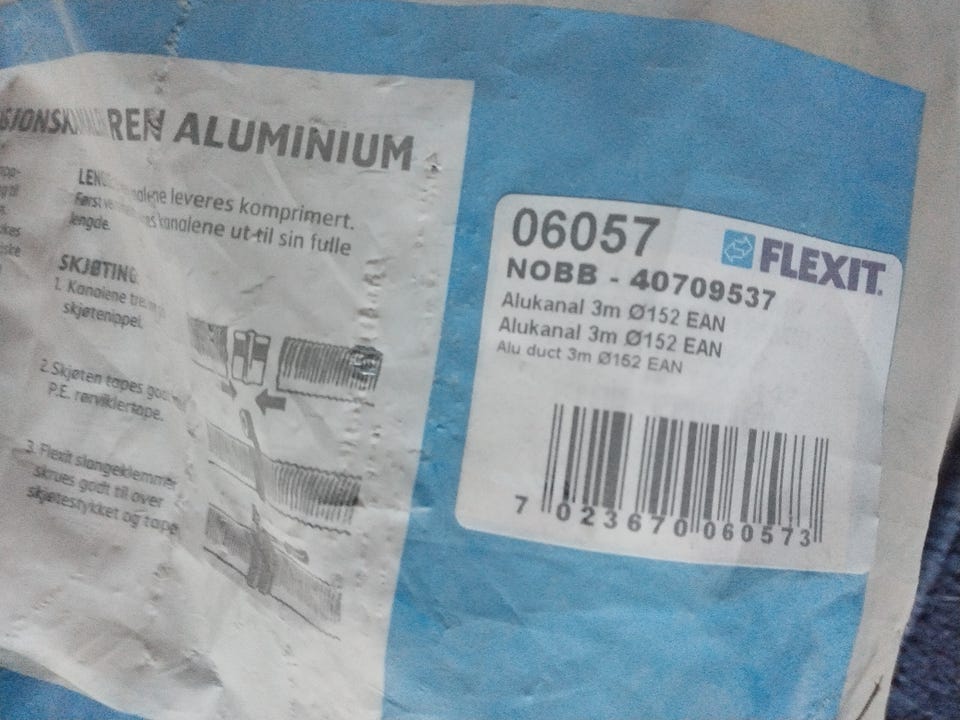 REN ALUMINIUM
leveres komprimert.
kanalene ut til sin fulle
lengde.
SKJØTING
1. Kanalene
skjøtenippel.
2. Skjøten tapes
P.E. rørviklertape.
3. Flexit slangeklemmer
skrues godt til over
skjøtestykket og tape
06057
FLEXIT
NOBB - 40709537
Alukanal 3m Ø152 EAN
Alukanal 3m Ø152 EAN
Alu duct 3m Ø152 EAN
7 023670 060573